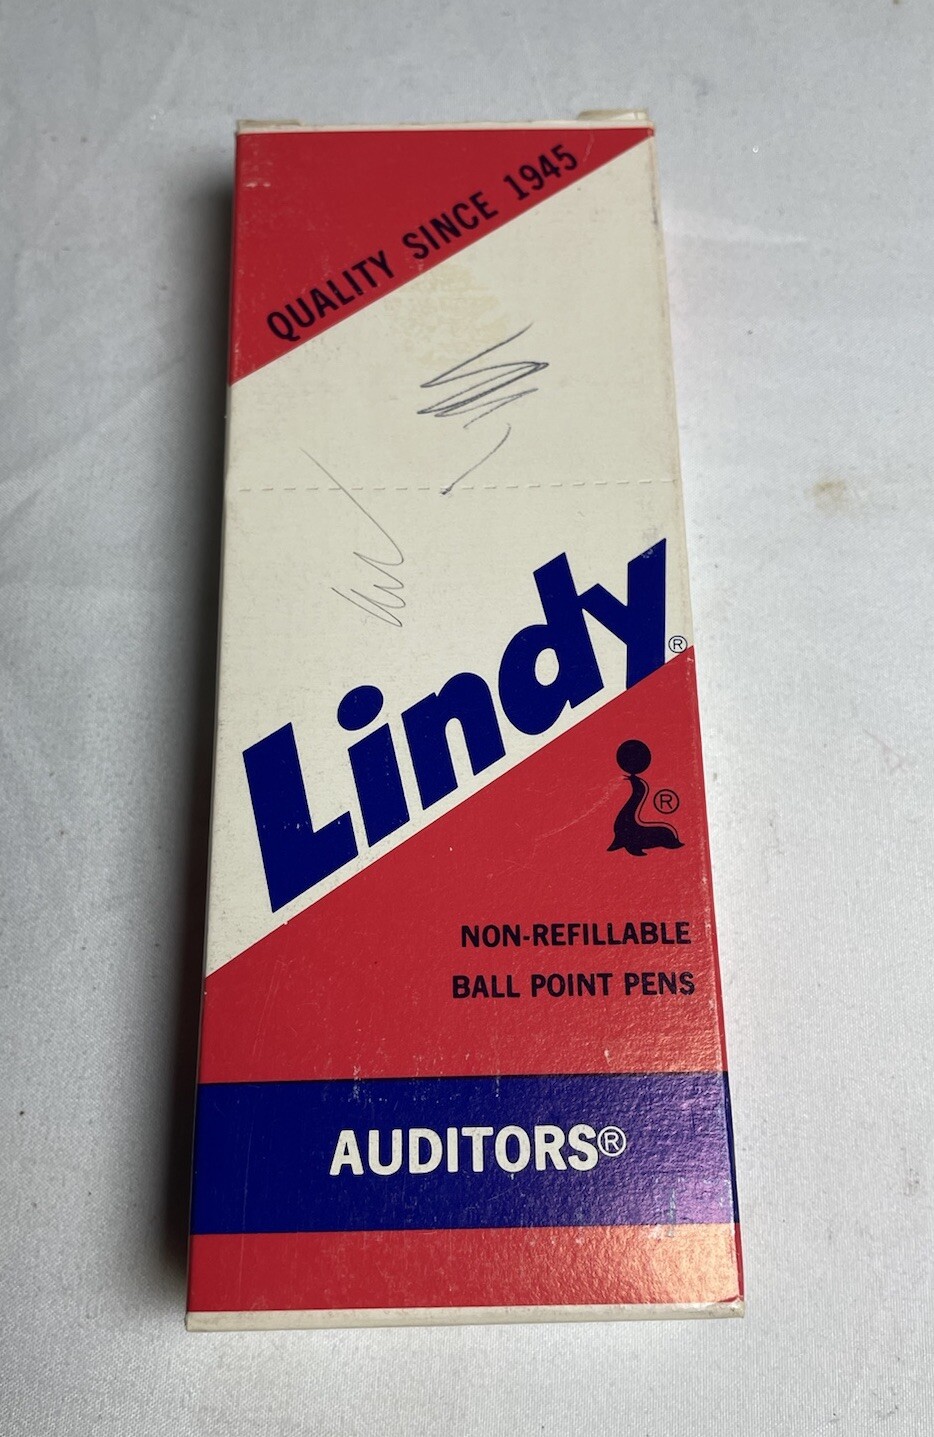 QUALITY SINCE 1945
Lindy®
®
NON-REFILLABLE
BALL POINT PENS
AUDITORS®